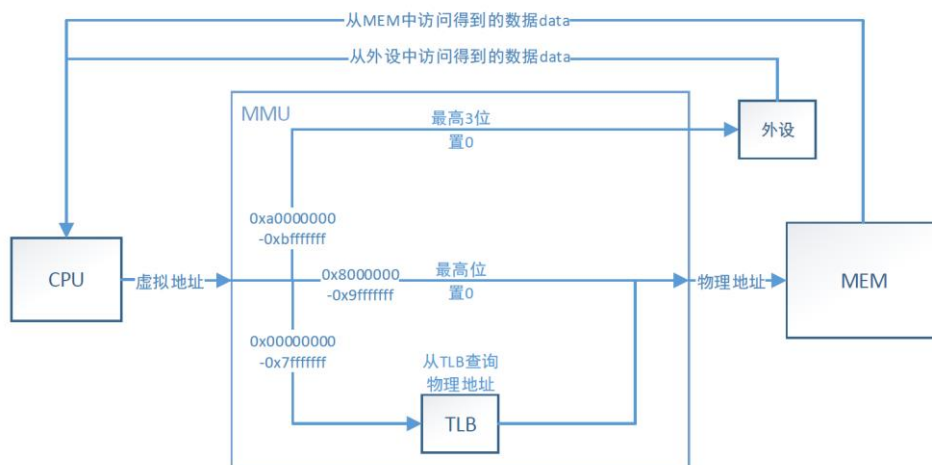 从MEM中访问得到的数据data
从外设中访问得到的数据data
MMU
最高3位
置0
外设
0xa0000000
-0xbfffffff
CPU
虚拟地址
0x8000000
-0x9fffffff
最高位
置0
物理地址
MEM
0x00000000
-0x7fffffff
从TLB查询
物理地址
TLB